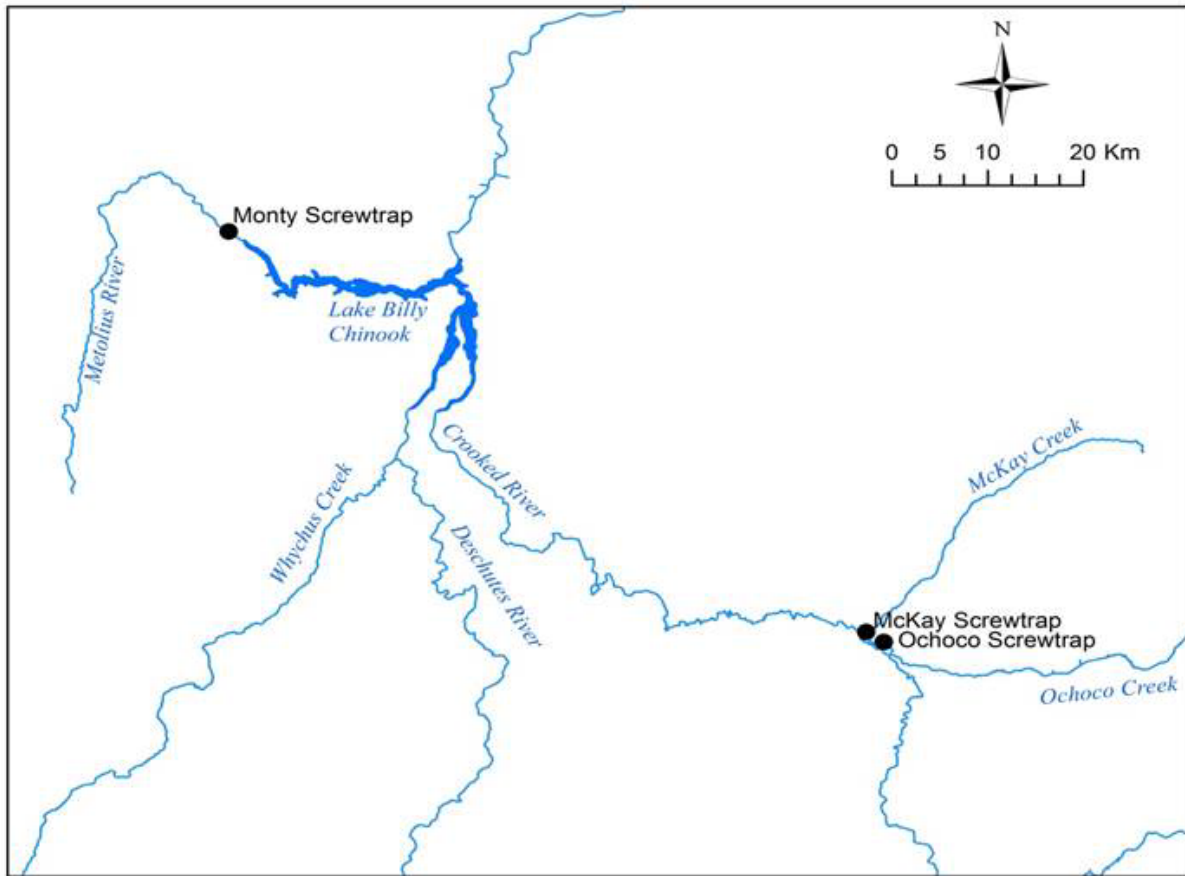 N
0 5 10 20 Km
Monty Screwtrap
Metolius River
Lake Billy
Chinook
Crooked River
McKay Creek
Whychus Creek
Deschutes River
McKay Screwtrap
Ochoco Screwtrap
Ochoco Creek